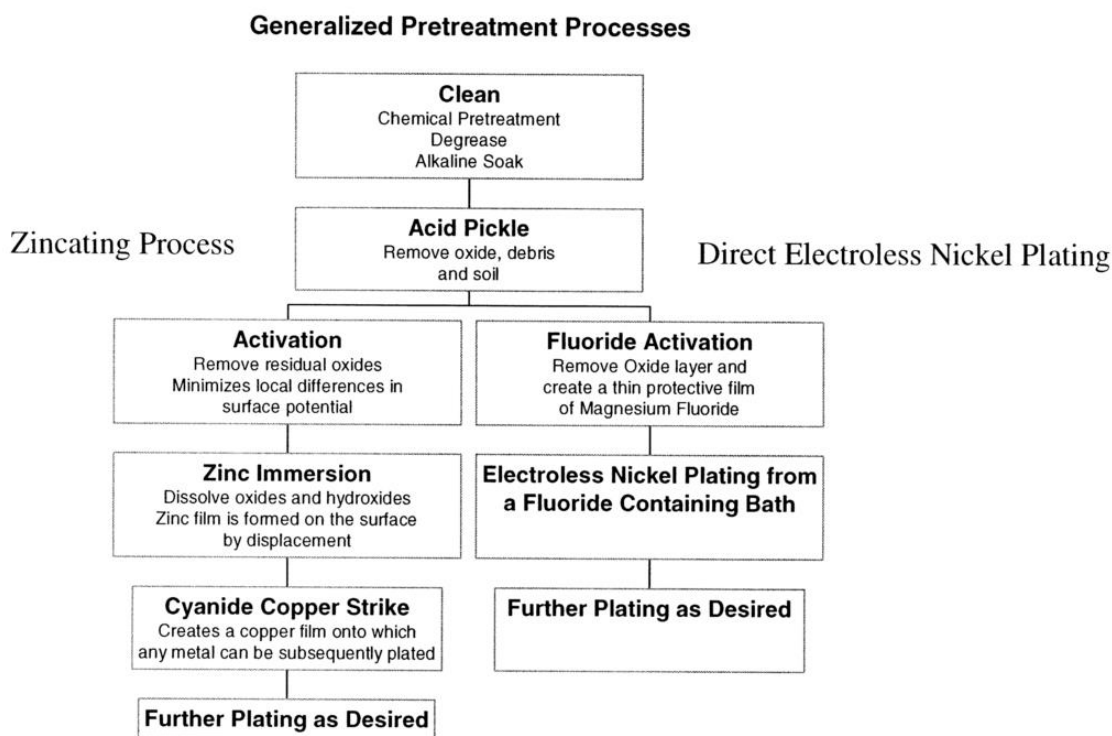 Generalized Pretreatment Processes
Clean
Chemical Pretreatment
Degrease
Alkaline Soak
Acid Pickle
Remove oxide, debris
and soil
Zincating Process
Direct Electroless Nickel Plating
Activation
Remove residual oxides
Minimizes local differences in
surface potential
Fluoride Activation
Remove Oxide layer and
create a thin protective film
of Magnesium Fluoride
Zinc Immersion
Dissolve oxides and hydroxides
Zinc film is formed on the surface
by displacement
Electroless Nickel Plating from
a Fluoride Containing Bath
Cyanide Copper Strike
Creates a copper film onto which
any metal can be subsequently plated
Further Plating as Desired
Further Plating as Desired